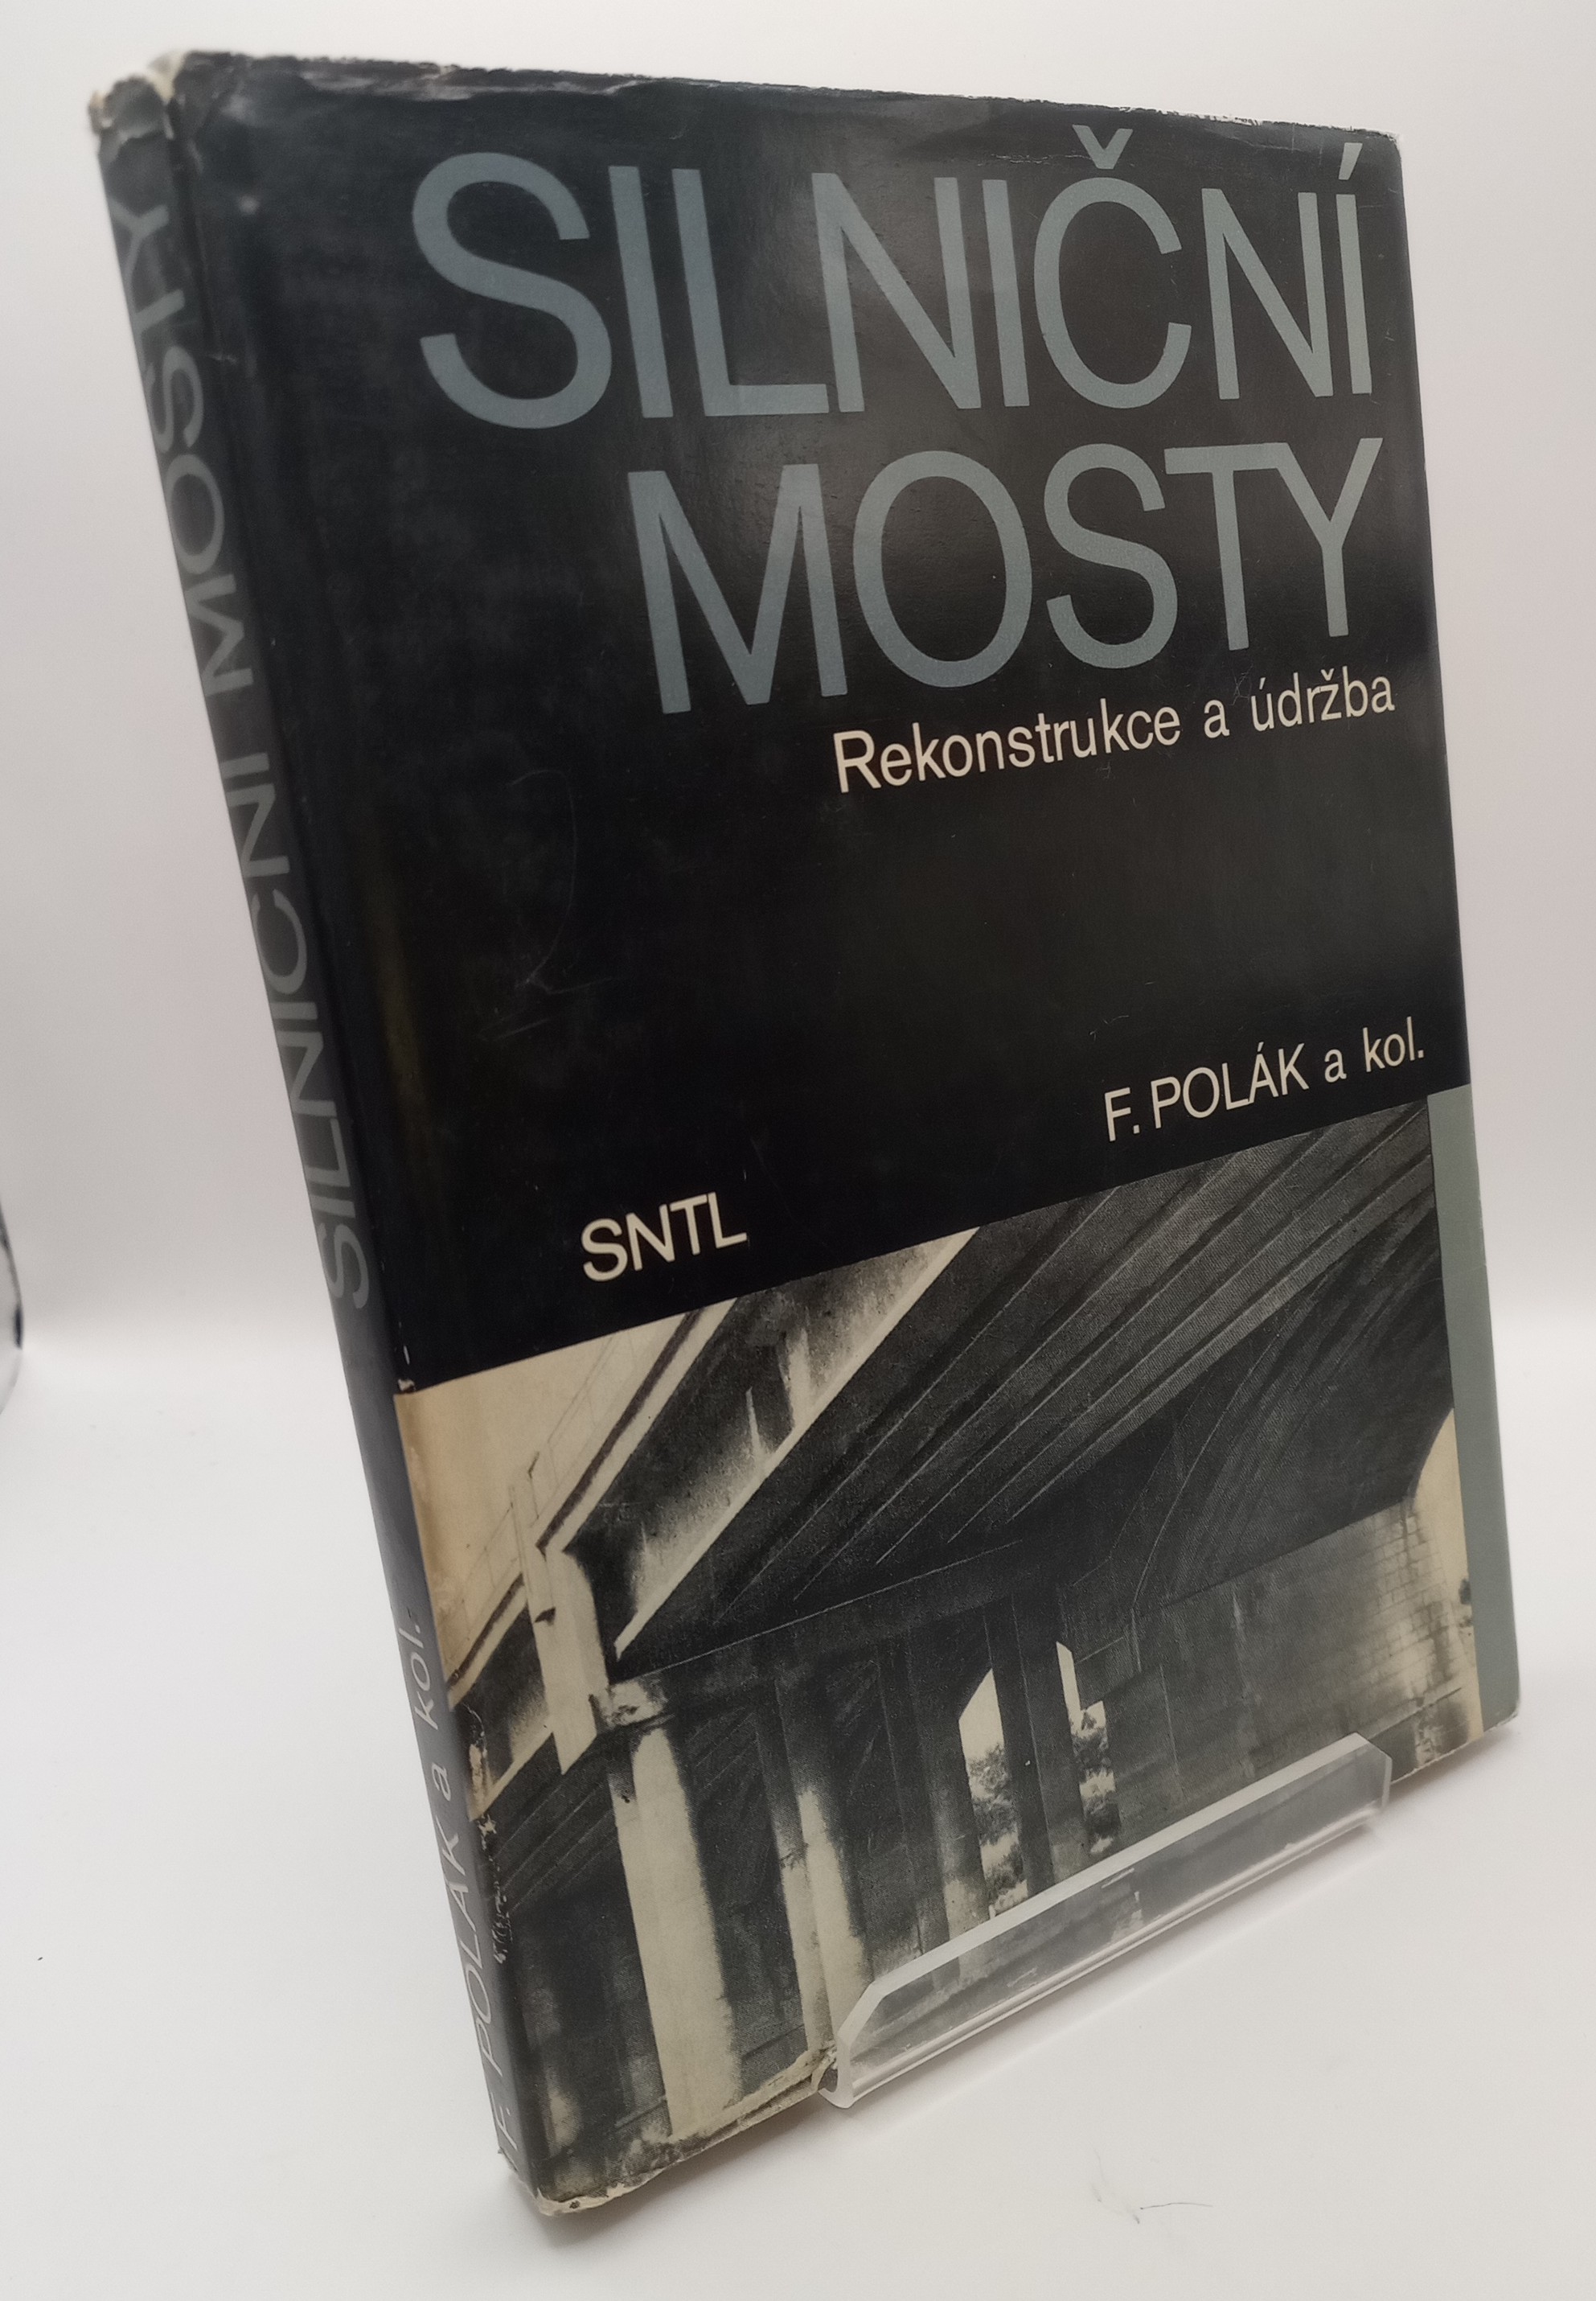 SILNIČNÍ
MOSTY
Rekonstrukce a údržba
F. POLÁK a kol.
SNTL
F. POLÁK a kol. SILNIČNÍ MOSTY